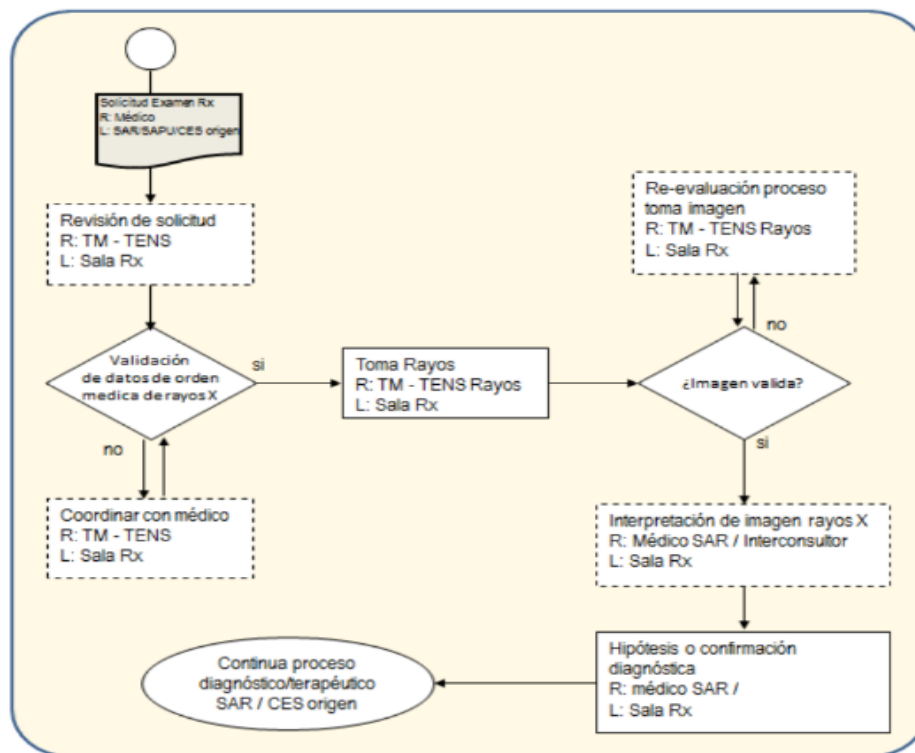 Solicitud Examen Rx
R: Médico
L: SAR/SAPU/CES origen
Revisión de solicitud
R: TM - TENS
L: Sala Rx
Validación
de datos de orden
medica de rayos X
si
no
Coordinar con médico
R: TM - TENS
L: Sala Rx
Toma Rayos
R: TM - TENS Rayos
L: Sala Rx
Re-evaluación proceso
toma imagen
R: TM - TENS Rayos
L: Sala Rx
no
¿Imagen valida?
si
Interpretación de imagen rayos X
R: Médico SAR / Interconsultor
L: Sala Rx
Hipótesis o confirmación
diagnóstica
R: médico SAR /
L: Sala Rx
Continua proceso
diagnóstico/terapéutico
SAR / CES origen